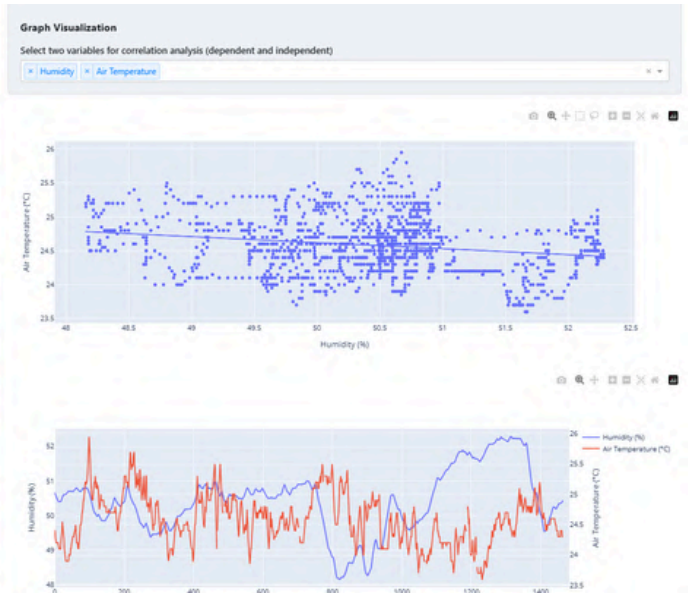 Graph Visualization
Select two variables for correlation analysis (dependent and independent)
× Humidity × Air Temperature
26
25.5
25
24.5
24
23.5
Air Temperature (°C)
48 48.5 49 49.5 50 50.5 51 51.5 52 52.5
Humidity (%)
52
51
50
49
48
Humidity (%)
26
25.5
25
24.5
24
23.5
Air Temperature (°C)
Humidity (%)
Air Temperature (°C)
0 200 400 600 800 1000 1200 1400